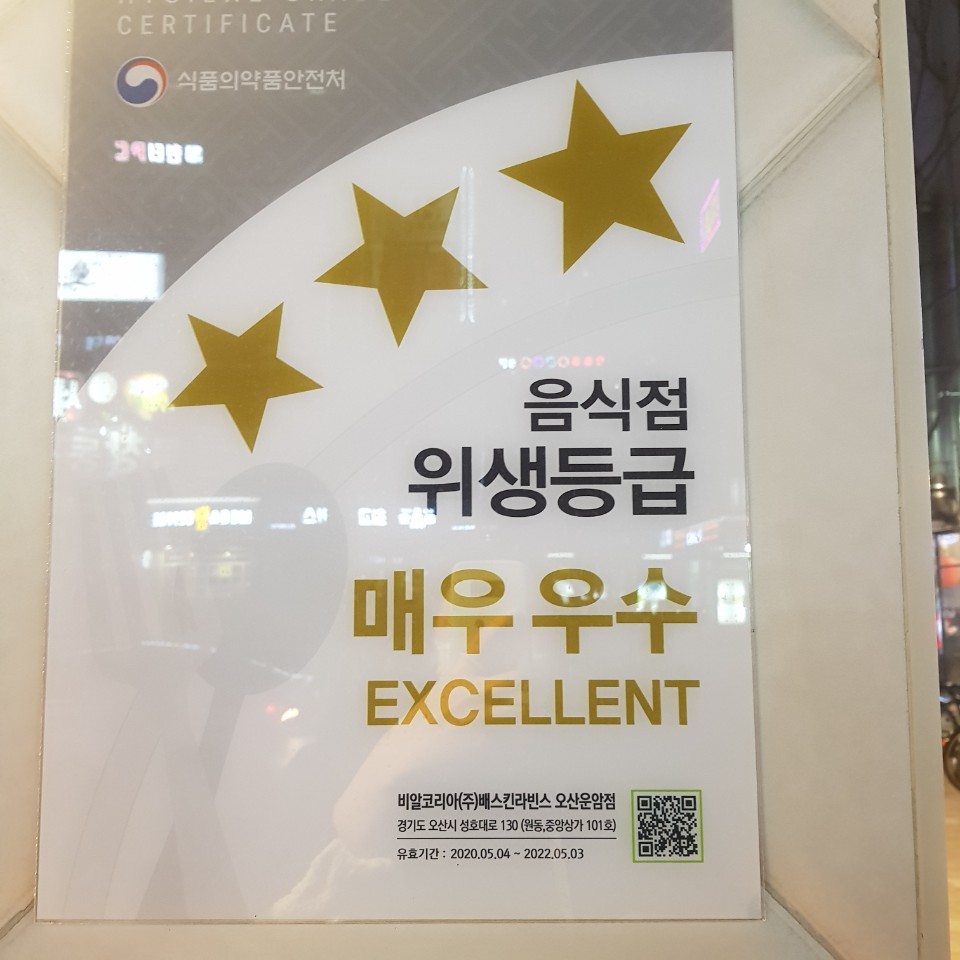 HYGIENE GRADE
CERTIFICATE
식품의약품안전처
음식점
위생등급
매우 우수
EXCELLENT
비알코리아(주)배스킨라빈스 오산운암점
경기도 오산시 성호대로 130 (원동,중앙상가 101호)
유효기간 : 2020.05.04 ~ 2022.05.03